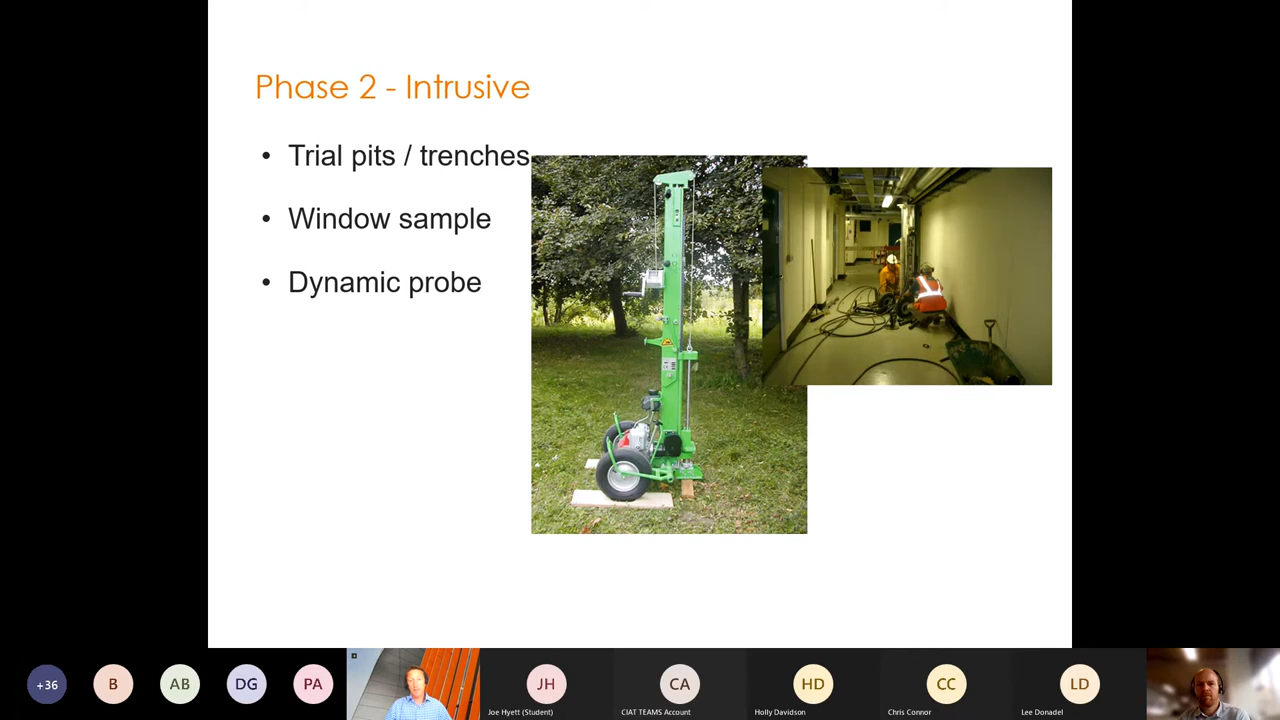 Phase 2 - Intrusive
• Trial pits / trenches
• Window sample
• Dynamic probe
+36
B
AB
DG
PA
JH
Joe Hyett (Student)
CA
CIAT TEAMS Account
HD
Holly Davidson
CC
Chris Connor
LD
Lee Donadel